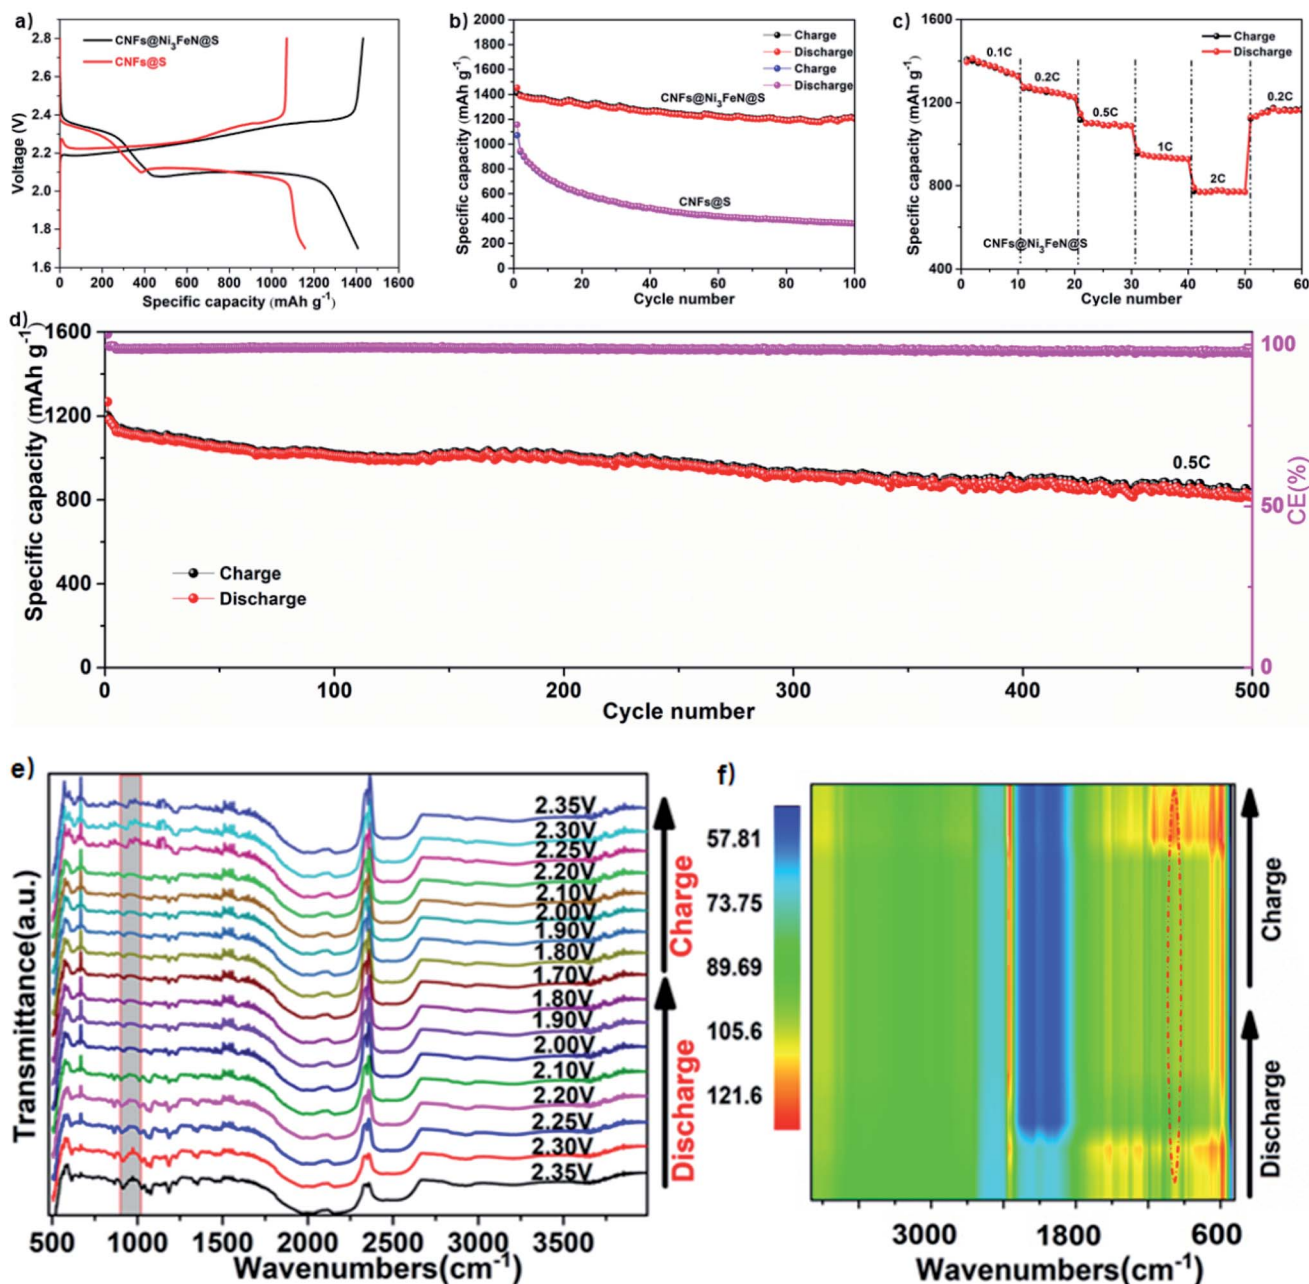 a)
2.8
2.6
2.4
2.2
2.0
1.8
1.6
Voltage (V)
CNFs@Ni3FeN@S
CNFs@S
0 200 400 600 800 1000 1200 1400 1600
Specific capacity (mAh g-1)
b)
2000
1800
1600
1400
1200
1000
800
600
400
200
0
Specific capacity (mAh g-1)
Charge
Discharge
Charge
Discharge
CNFs@Ni3FeN@S
CNFs@S
0 20 40 60 80 100
Cycle number
c)
1600
1200
800
400
Specific capacity (mAh g-1)
Charge
Discharge
0.1C
0.2C
0.5C
1C
2C
0.2C
CNFs@Ni3FeN@S
0 10 20 30 40 50 60
Cycle number
d)
1600
1200
800
400
0
Specific capacity (mAh g-1)
0.5C
Charge
Discharge
100
50
0
CE(%)
0 100 200 300 400 500
Cycle number
e)
Transmittance(a.u.)
2.35V
2.30V
2.25V
2.20V
2.10V
2.00V
1.90V
1.80V
1.70V
1.80V
1.90V
2.00V
2.10V
2.20V
2.25V
2.30V
2.35V
Charge
Discharge
500 1000 1500 2000 2500 3000 3500
Wavenumbers(cm-1)
f)
57.81
73.75
89.69
105.6
121.6
Charge
Discharge
3000 1800 600
Wavenumbers(cm-1)